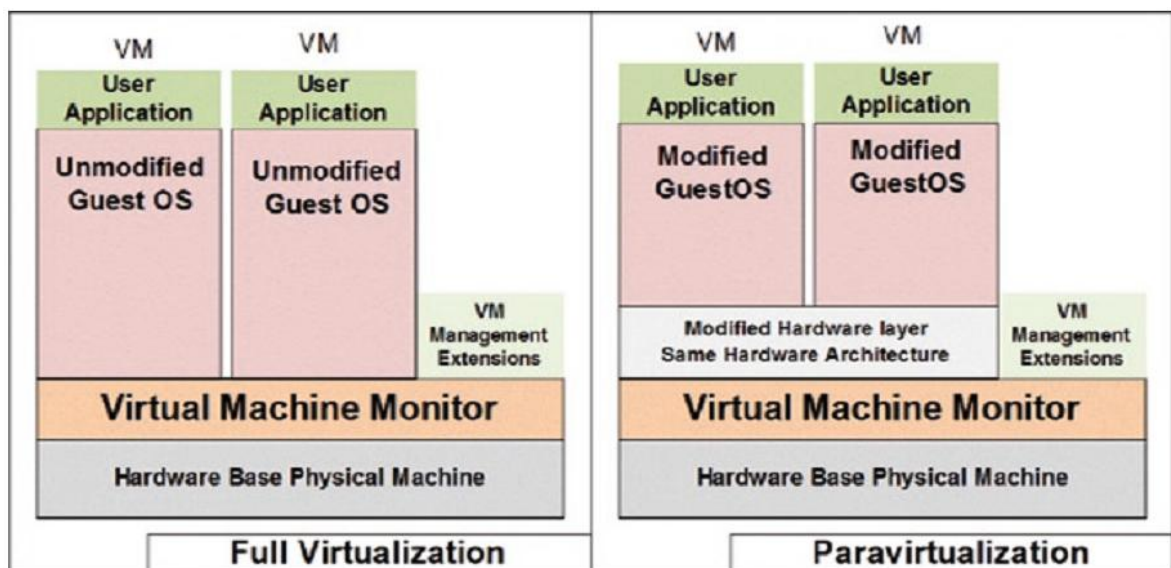 VM
VM
User
Application
User
Application
Unmodified
Guest OS
Unmodified
Guest OS
VM
Management
Extensions
Virtual Machine Monitor
Hardware Base Physical Machine
Full Virtualization
VM
VM
User
Application
User
Application
Modified
GuestOS
Modified
GuestOS
Modified Hardware layer
Same Hardware Architecture
VM
Management
Extensions
Virtual Machine Monitor
Hardware Base Physical Machine
Paravirtualization